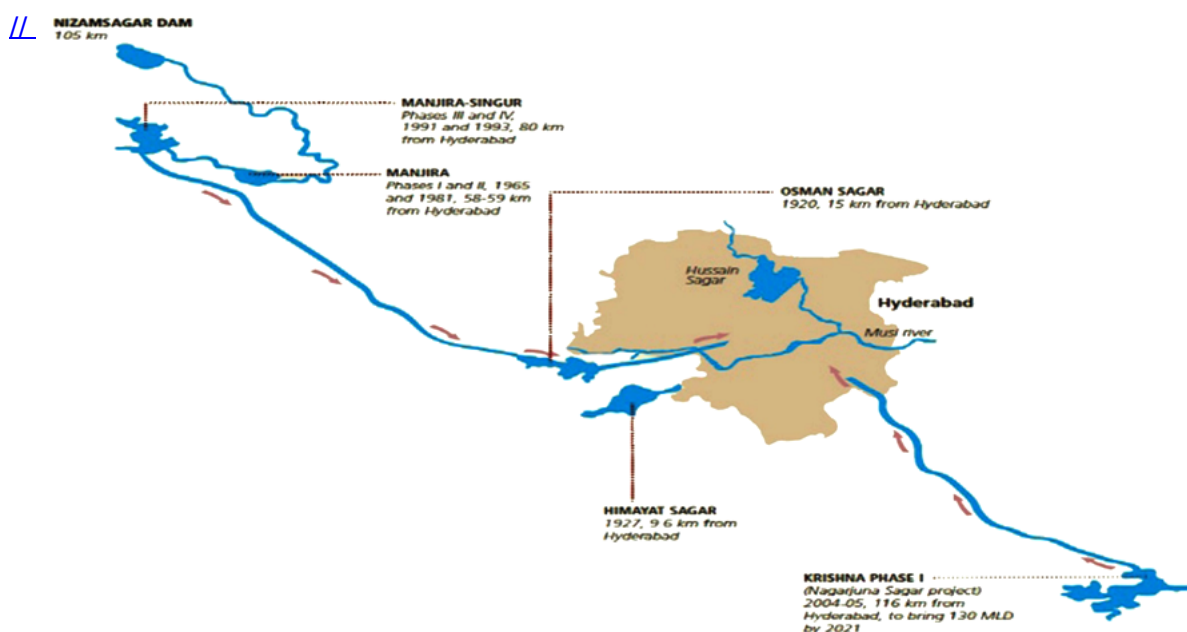 //
NIZAMSAGAR DAM
105 km
MANJIRA-SINGUR
Phases III and IV,
1991 and 1993, 80 km
from Hyderabad
MANJIRA
Phases I and II, 1965
and 1981, 58-59 km
from Hyderabad
OSMAN SAGAR
1920, 15 km from Hyderabad
Hussain
Sagar
Hyderabad
Musi river
HIMAYAT SAGAR
1927, 9 6 km from
Hyderabad
KRISHNA PHASE I
(Nagarjuna Sagar project)
2004-05, 116 km from
Hyderabad, to bring 130 MLD
by 2021